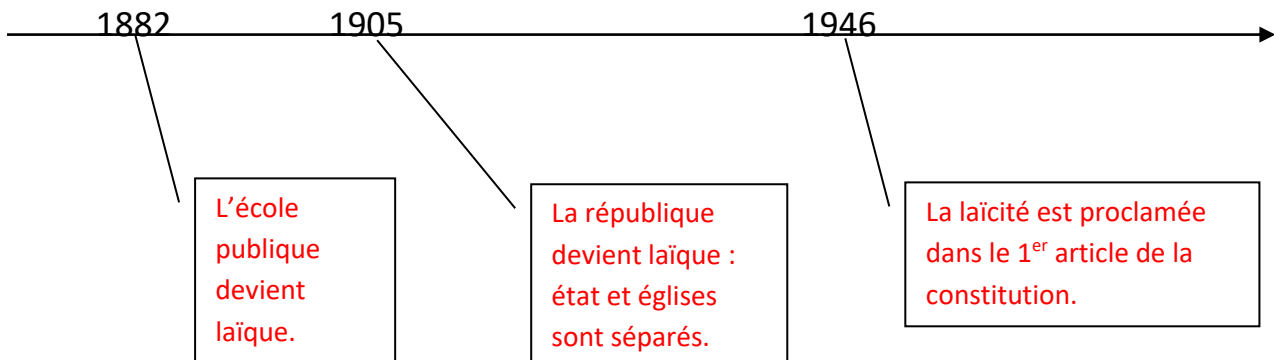 1882 1905 1946
L’école
publique
devient
laïque.
La république
devient laïque :
état et églises
sont séparés.
La laïcité est proclamée
dans le 1er article de la
constitution.